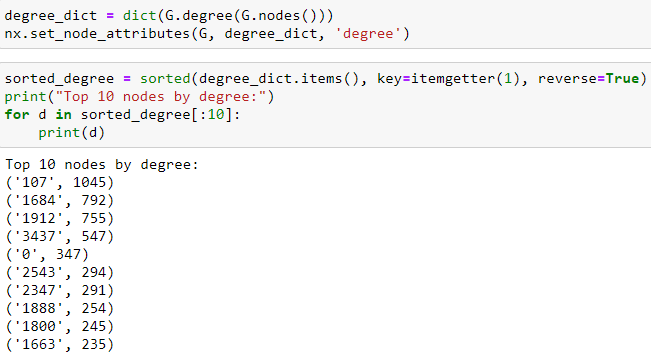 degree_dict = dict(G.degree(G.nodes()))
nx.set_node_attributes(G, degree_dict, 'degree')
sorted_degree = sorted(degree_dict.items(), key=itemgetter(1), reverse=True)
print("Top 10 nodes by degree:")
for d in sorted_degree[:10]:
    print(d)
Top 10 nodes by degree:
('107', 1045)
('1684', 792)
('1912', 755)
('3437', 547)
('0', 347)
('2543', 294)
('2347', 291)
('1888', 254)
('1800', 245)
('1663', 235)